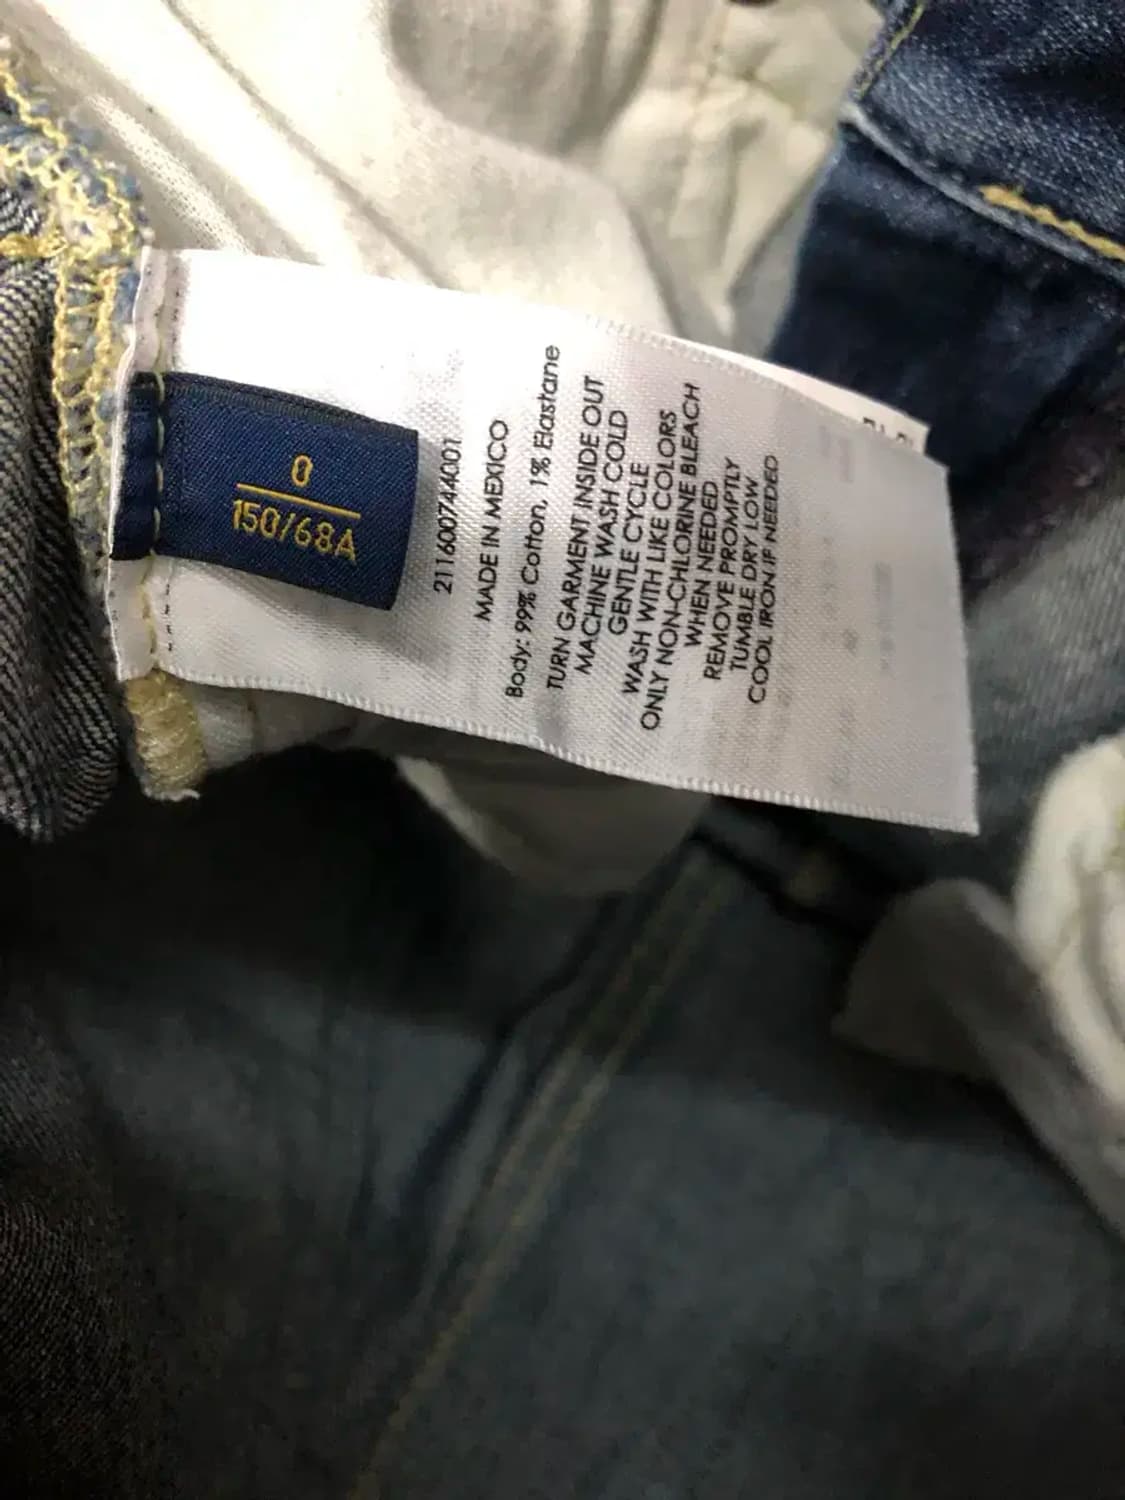 0
150/68A
211600744001
MADE IN MEXICO
Body: 99% Cotton, 1% Elastane
TURN GARMENT INSIDE OUT
MACHINE WASH COLD
GENTLE CYCLE
WASH WITH LIKE COLORS
ONLY NON-CHLORINE BLEACH
WHEN NEEDED
REMOVE PROMPTLY
TUMBLE DRY LOW
COOL IRON IF NEEDED